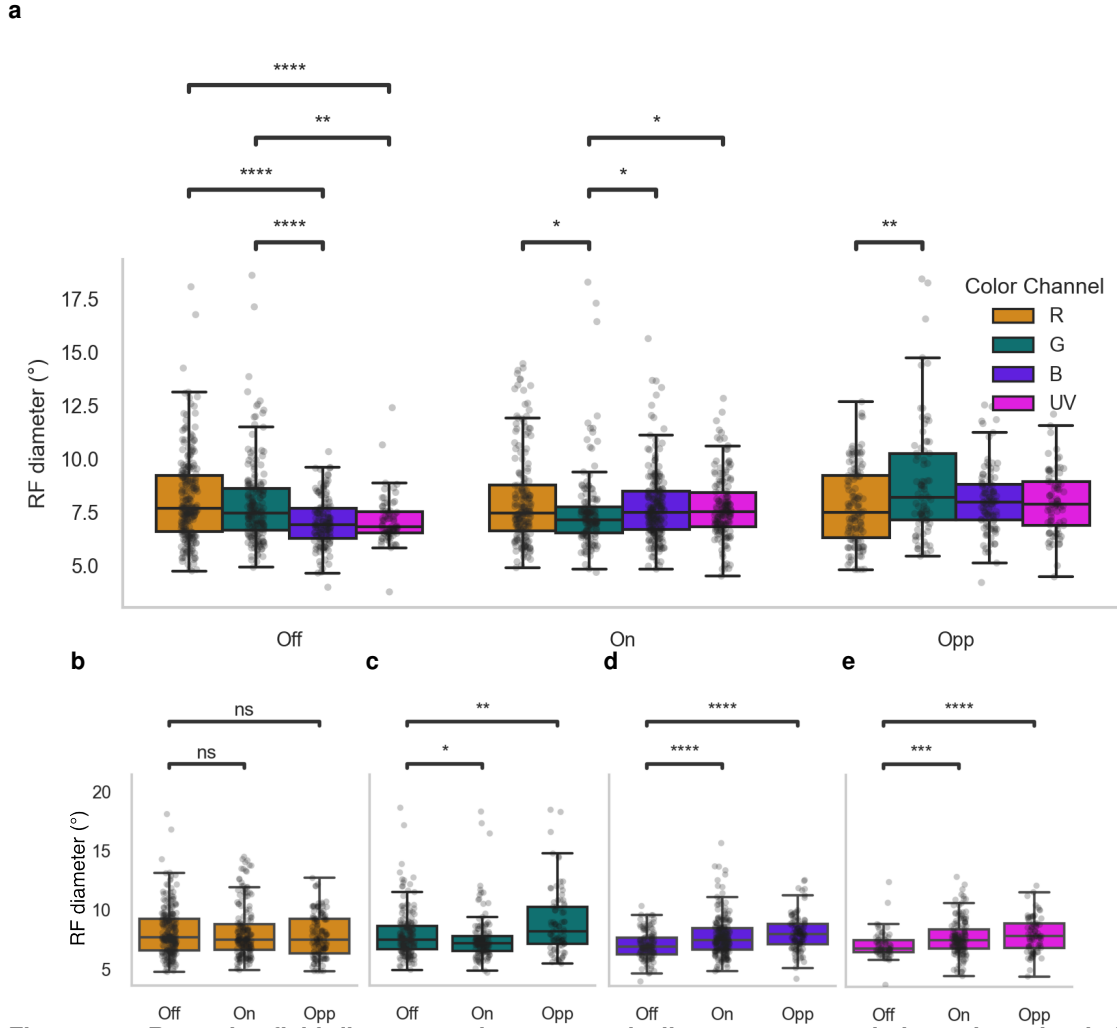 a
****
**
*
****
*
****
*
**
RF diameter (°)
17.5
15.0
12.5
10.0
7.5
5.0
Color Channel
R
G
B
UV
Off On Opp
b c d e
ns
ns
**
*
****
****
****
***
RF diameter (°)
20
15
10
5
Off On Opp
Off On Opp
Off On Opp
Off On Opp